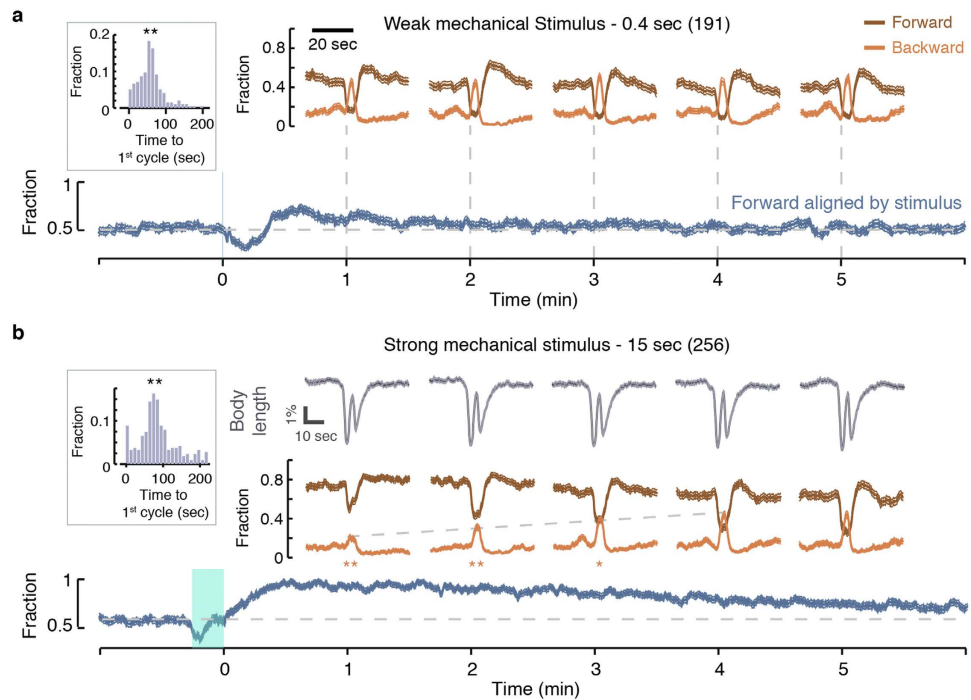 a
Weak mechanical Stimulus - 0.4 sec (191)
Forward
Backward
**
0.2
0.1
0
Fraction
0 100 200
Time to
1st cycle (sec)
20 sec
0.8
0.4
0
Fraction
1
0.5
Fraction
Forward aligned by stimulus
0 1 2 3 4 5
Time (min)
b
Strong mechanical stimulus - 15 sec (256)
**
0.1
0
Fraction
0 100 200
Time to
1st cycle (sec)
Body
length
1%
10 sec
0.8
0.4
0
Fraction
** ** *
1
0.5
Fraction
0 1 2 3 4 5
Time (min)